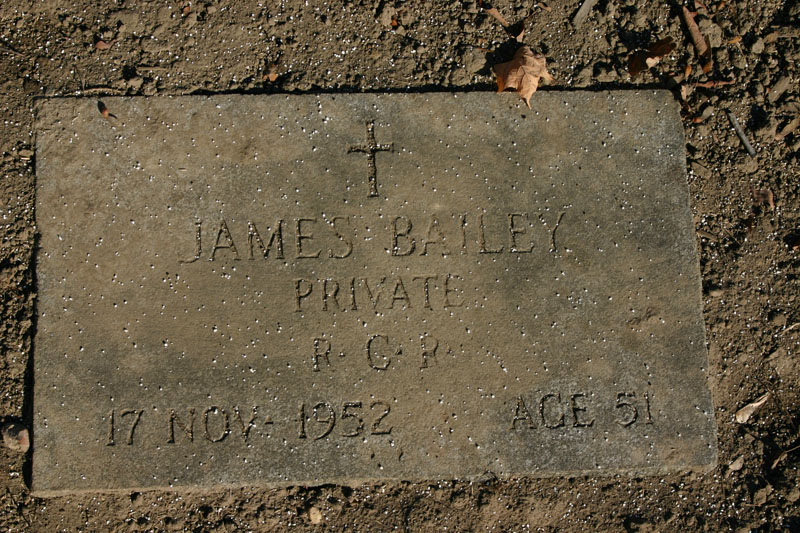 JAMES BAILEY
PRIVATE
R·C·R·
17 NOV· 1952 AGE 51